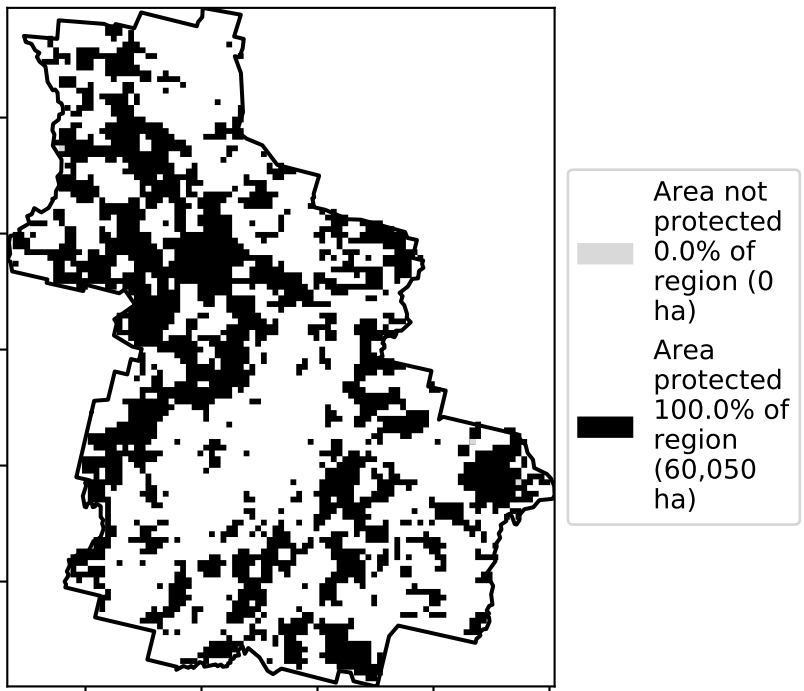 Area not
protected
0.0% of
region (0
ha)
Area
protected
100.0% of
region
(60,050
ha)